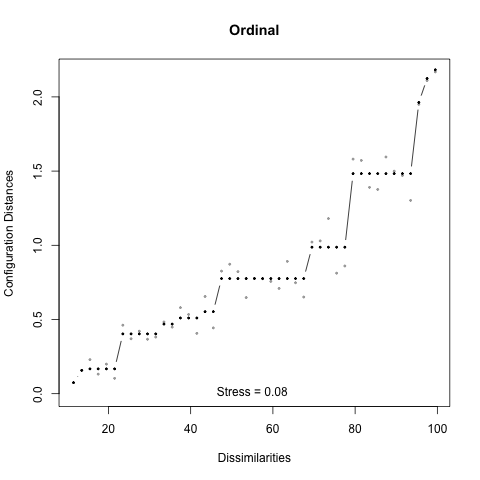 Ordinal
Configuration Distances
2.0
1.5
1.0
0.5
0.0
Stress = 0.08
20 40 60 80 100
Dissimilarities